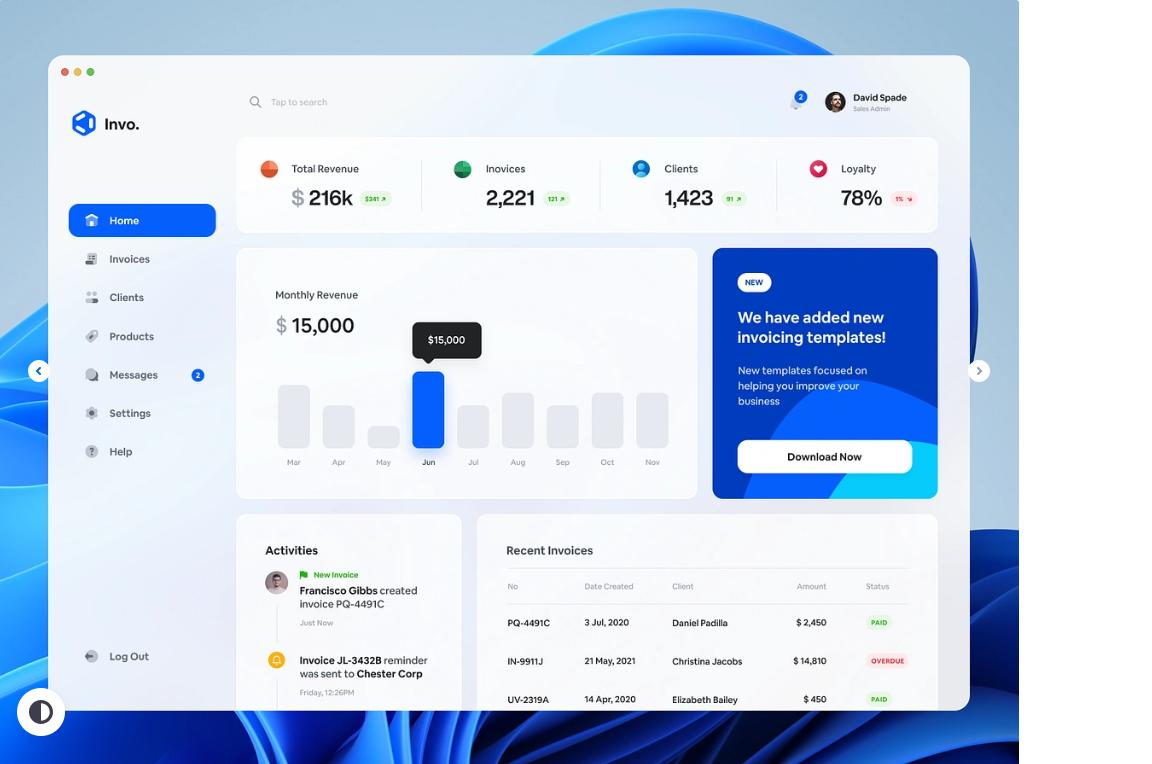 Tap to search
2
David Spade
Sales Admin
Invo.
Home
Invoices
Clients
Products
Messages 2
Settings
Help
Log Out
Total Revenue
$ 216k $341
Inovices
2,221 121
Clients
1,423 91
Loyalty
78% 1%
Monthly Revenue
$ 15,000
$15,000
Mar Apr May Jun Jul Aug Sep Oct Nov
NEW
We have added new
invoicing templates!
New templates focused on
helping you improve your
business
Download Now
Activities
New Invoice
Francisco Gibbs created
invoice PQ-4491C
Just Now
Invoice JL-3432B reminder
was sent to Chester Corp
Friday, 12:26PM
Recent Invoices
No Date Created Client Amount Status
PQ-4491C 3 Jul, 2020 Daniel Padilla $ 2,450 PAID
IN-9911J 21 May, 2021 Christina Jacobs $ 14,810 OVERDUE
UV-2319A 14 Apr, 2020 Elizabeth Bailey $ 450 PAID